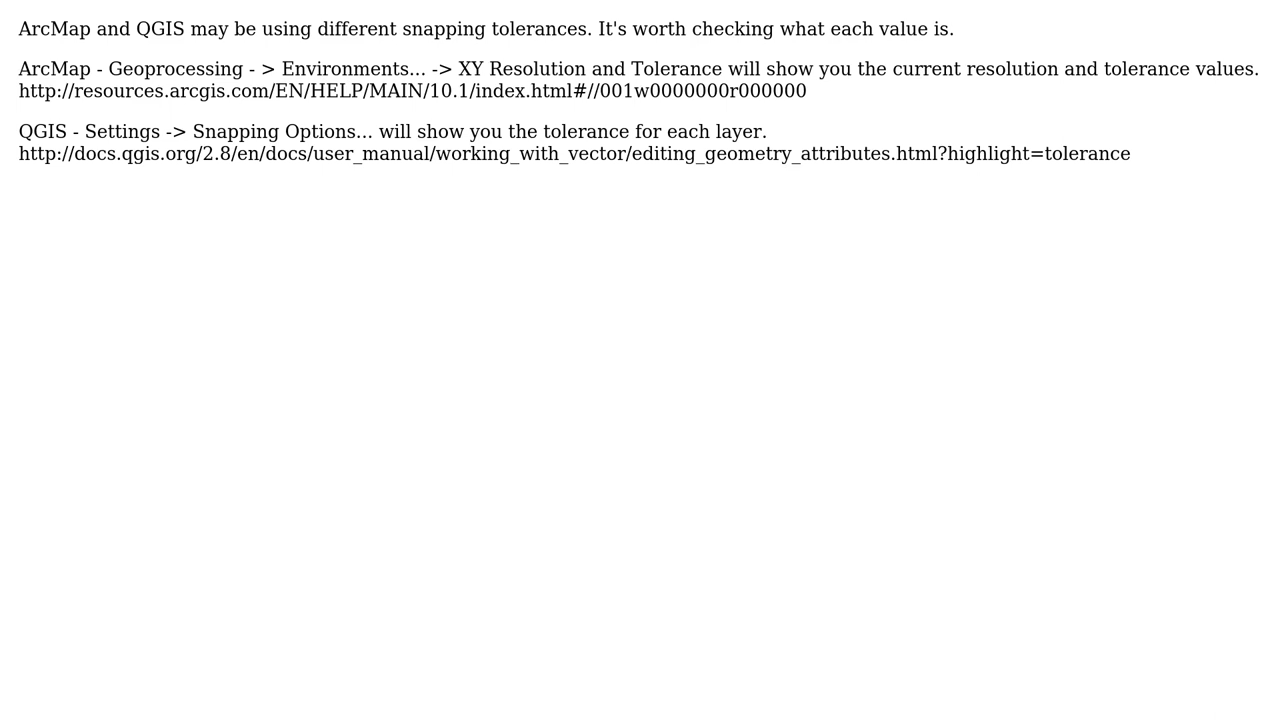 ArcMap and QGIS may be using different snapping tolerances. It's worth checking what each value is.
ArcMap - Geoprocessing - > Environments... -> XY Resolution and Tolerance will show you the current resolution and tolerance values.
http://resources.arcgis.com/EN/HELP/MAIN/10.1/index.html#//001w0000000r000000
QGIS - Settings -> Snapping Options... will show you the tolerance for each layer.
http://docs.qgis.org/2.8/en/docs/user_manual/working_with_vector/editing_geometry_attributes.html?highlight=tolerance